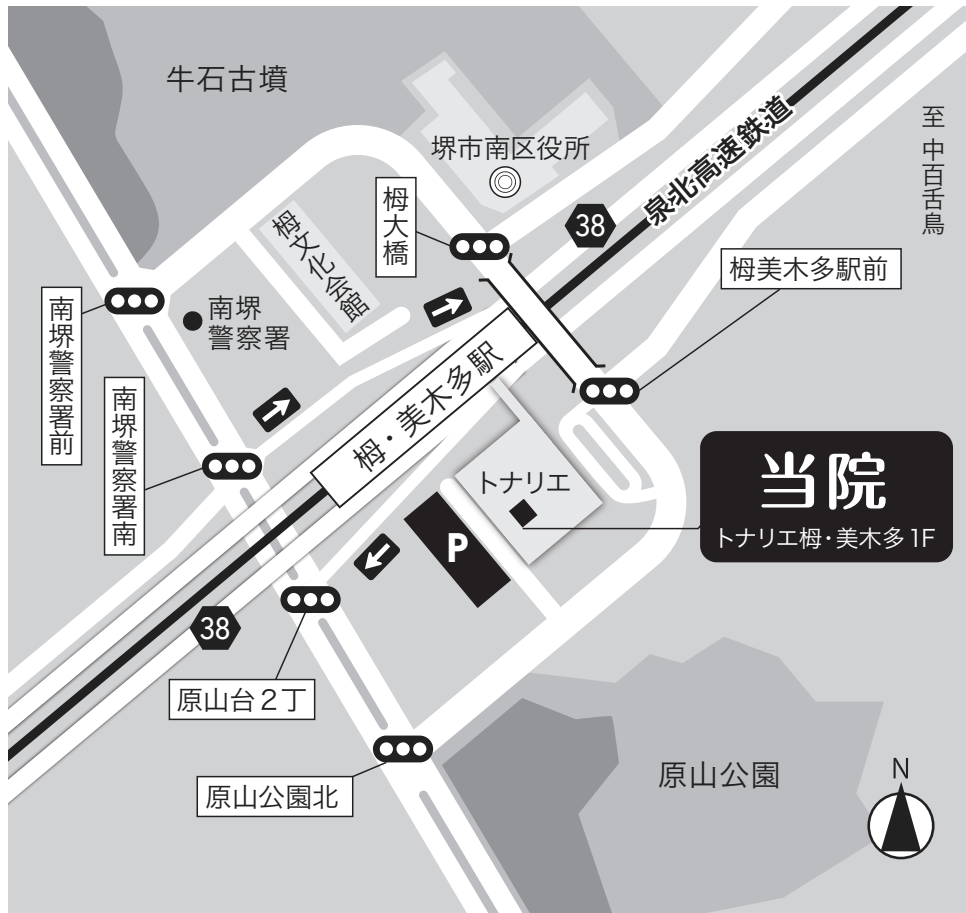 牛石古墳
堺市南区役所
泉北高速鉄道
至 中百舌鳥
38
栂大橋
栂文化会館
栂美木多駅前
南堺警察署前
南堺
警察署
南堺警察署南
栂・美木多駅
トナリエ
当院
トナリエ栂・美木多1F
P
38
原山台2丁
原山公園北
原山公園
N